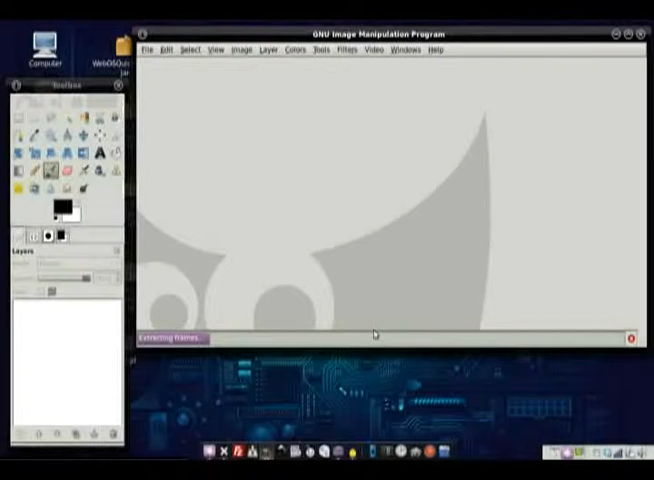 GNU Image Manipulation Program
File Edit Select View Image Layer Colors Tools Filters Video Windows Help
Computer
Toolbox
Layers
Extracting frames...